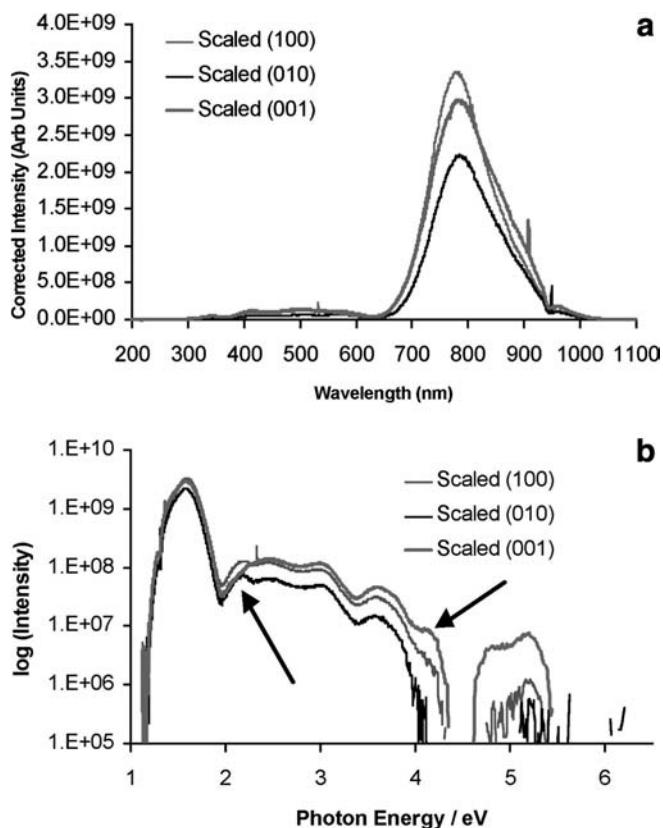 a
4.0E+09
3.5E+09
3.0E+09
2.5E+09
2.0E+09
1.5E+09
1.0E+09
5.0E+08
0.0E+00
Corrected Intensity (Arb Units)
Scaled (100)
Scaled (010)
Scaled (001)
200 300 400 500 600 700 800 900 1000 1100
Wavelength (nm)
b
1.E+10
1.E+09
1.E+08
1.E+07
1.E+06
1.E+05
log (Intensity)
Scaled (100)
Scaled (010)
Scaled (001)
1 2 3 4 5 6
Photon Energy / eV